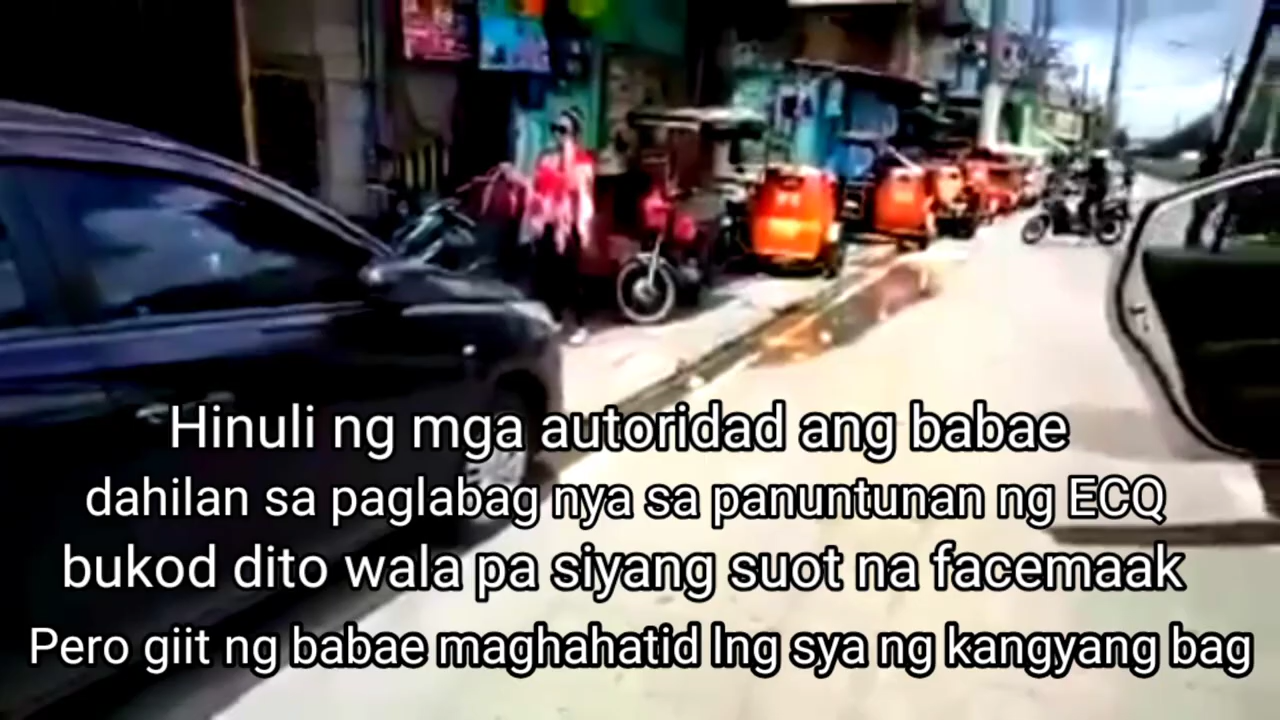 Hinuli ng mga autoridad ang babae
dahilan sa paglabag nya sa panuntunan ng ECQ
bukod dito wala pa siyang suot na facemaak
Pero giit ng babae maghahatid lng sya ng kangyang bag